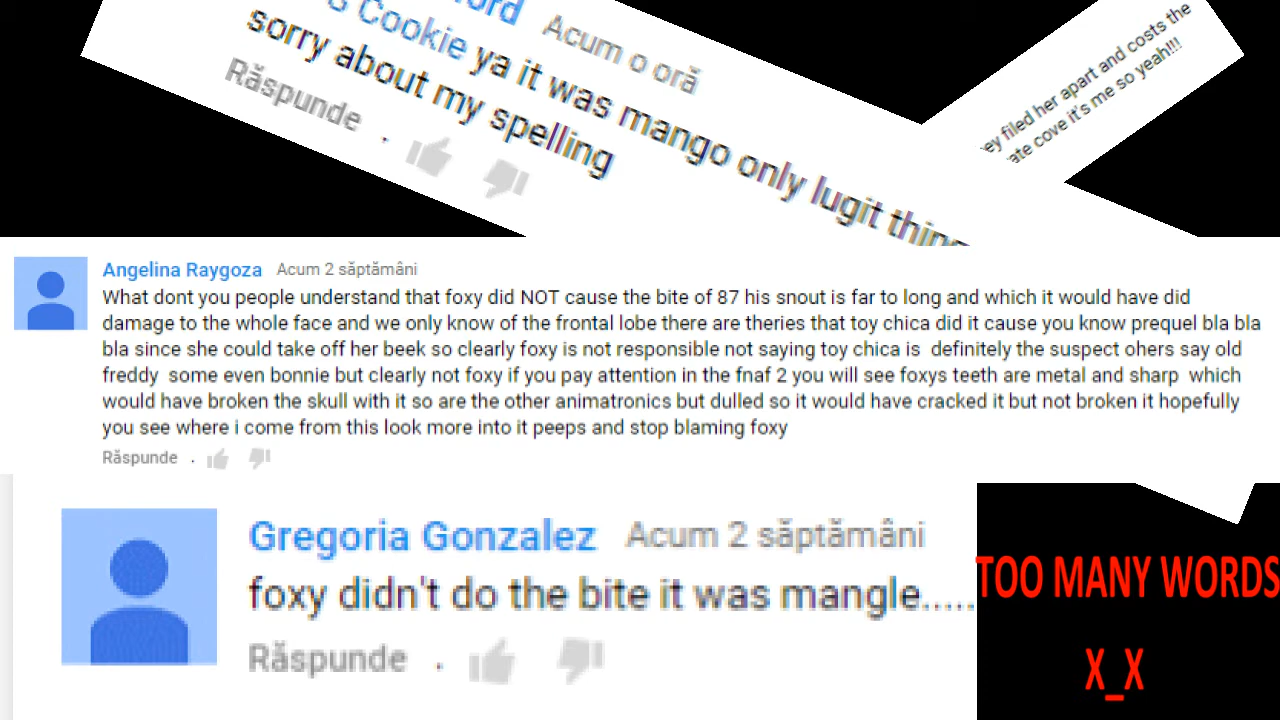 Cookie ya it was mango only lugit thing
Acum o oră
sorry about my spelling
Răspunde
filed her apart and costs the
cove it's me so yeah!!!
Angelina Raygoza Acum 2 săptămâni
What dont you people understand that foxy did NOT cause the bite of 87 his snout is far to long and which it would have did
damage to the whole face and we only know of the frontal lobe there are theries that toy chica did it cause you know prequel bla bla
bla since she could take off her beek so clearly foxy is not responsible not saying toy chica is definitely the suspect ohers say old
freddy some even bonnie but clearly not foxy if you pay attention in the fnaf 2 you will see foxys teeth are metal and sharp which
would have broken the skull with it so are the other animatronics but dulled so it would have cracked it but not broken it hopefully
you see where i come from this look more into it peeps and stop blaming foxy
Răspunde .
Gregoria Gonzalez Acum 2 săptămâni
foxy didn't do the bite it was mangle.....
Răspunde .
TOO MANY WORDS
X_X